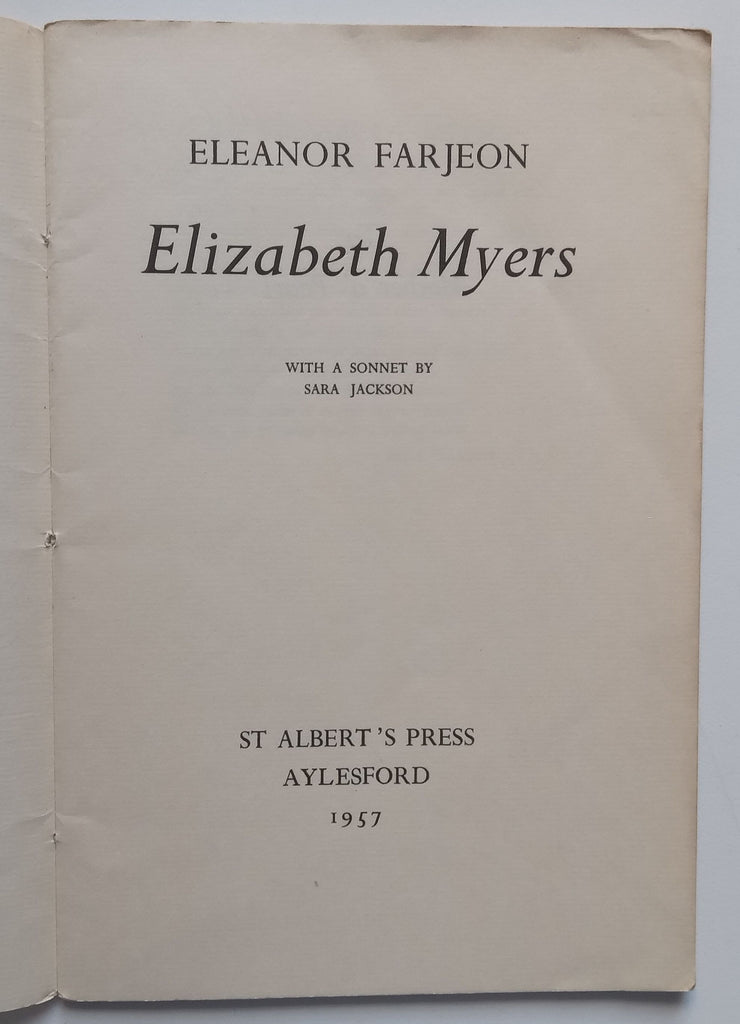 ELEANOR FARJEON
Elizabeth Myers
WITH A SONNET BY
SARA JACKSON
ST ALBERT'S PRESS
AYLESFORD
1957